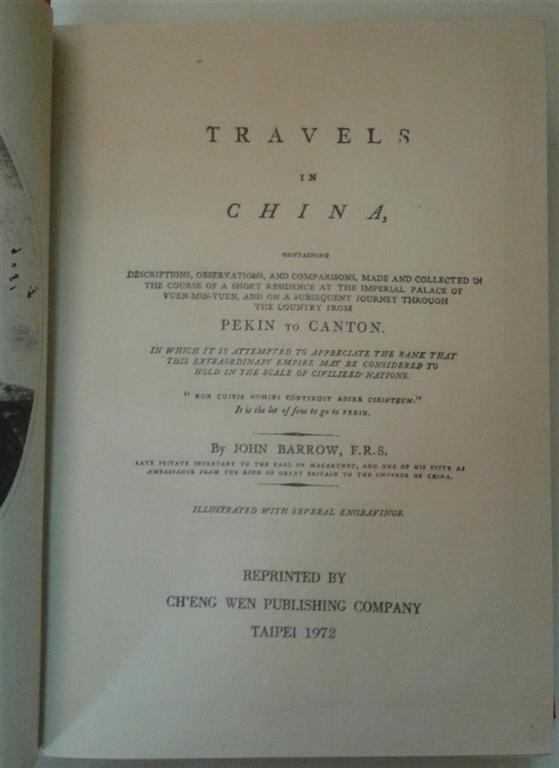 TRAVELS
IN
CHINA,
CONTAINING
DESCRIPTIONS, OBSERVATIONS, AND COMPARISONS, MADE AND COLLECTED IN
THE COURSE OF A SHORT RESIDENCE AT THE IMPERIAL PALACE OF
YUEN-MIN-YUEN, AND ON A SUBSEQUENT JOURNEY THROUGH
THE COUNTRY FROM
PEKIN TO CANTON.
IN WHICH IT IS ATTEMPTED TO APPRECIATE THE RANK THAT
THIS EXTRAORDINARY EMPIRE MAY BE CONSIDERED TO
HOLD IN THE SCALE OF CIVILIZED NATIONS.
"NON CUIVIS HOMINI CONTINGIT ADIRE CORINTHUM."
It is the lot of few to go to PEKIN.
By JOHN BARROW, F.R.S.
LATE PRIVATE SECRETARY TO THE EARL OF MACARTNEY, AND ONE OF HIS SUITE AS
AMBASSADOR FROM THE KING OF GREAT BRITAIN TO THE EMPEROR OF CHINA.
ILLUSTRATED WITH SEVERAL ENGRAVINGS.
REPRINTED BY
CH'ENG WEN PUBLISHING COMPANY
TAIPEI 1972